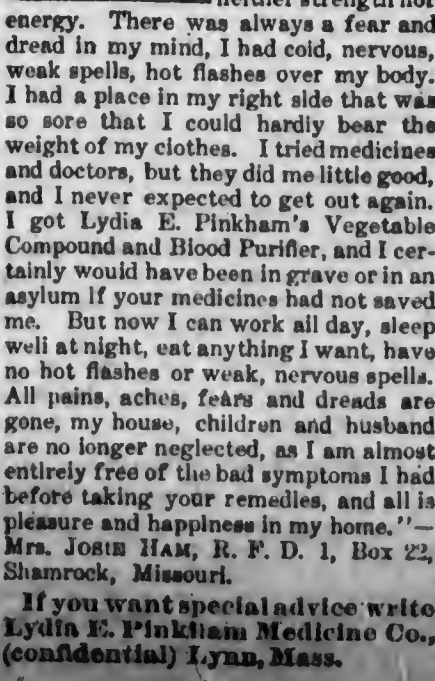 neither strength nor
energy. There was always a fear and
dread in my mind, I had cold, nervous,
weak spells, hot flashes over my body.
I had a place in my right side that was
so sore that I could hardly bear the
weight of my clothes. I tried medicines
and doctors, but they did me little good,
and I never expected to get out again.
I got Lydia E. Pinkham's Vegetable
Compound and Blood Purifier, and I cer-
tainly would have been in grave or in an
asylum if your medicines had not saved
me. But now I can work all day, sleep
well at night, eat anything I want, have
no hot flashes or weak, nervous spells.
All pains, aches, fears and dreads are
gone, my house, children and husband
are no longer neglected, as I am almost
entirely free of the bad symptoms I had
before taking your remedies, and all is
pleasure and happiness in my home."—
Mrs. JOSIE HAM, R. F. D. 1, Box 22,
Shamrock, Missouri.
If you want special advice write
Lydia E. Pinkham Medicine Co.,
(confidential) Lynn, Mass.